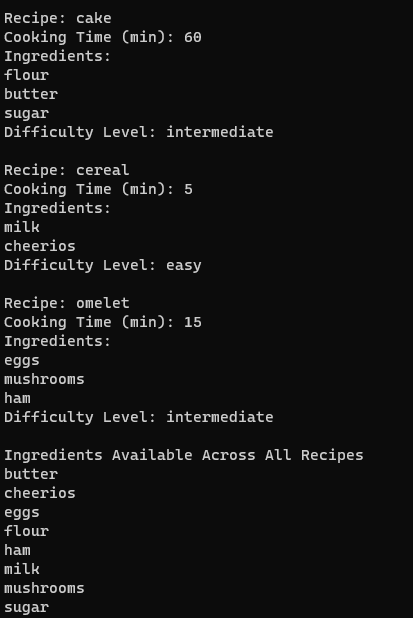 Recipe: cake
Cooking Time (min): 60
Ingredients:
flour
butter
sugar
Difficulty Level: intermediate
Recipe: cereal
Cooking Time (min): 5
Ingredients:
milk
cheerios
Difficulty Level: easy
Recipe: omelet
Cooking Time (min): 15
Ingredients:
eggs
mushrooms
ham
Difficulty Level: intermediate
Ingredients Available Across All Recipes
butter
cheerios
eggs
flour
ham
milk
mushrooms
sugar